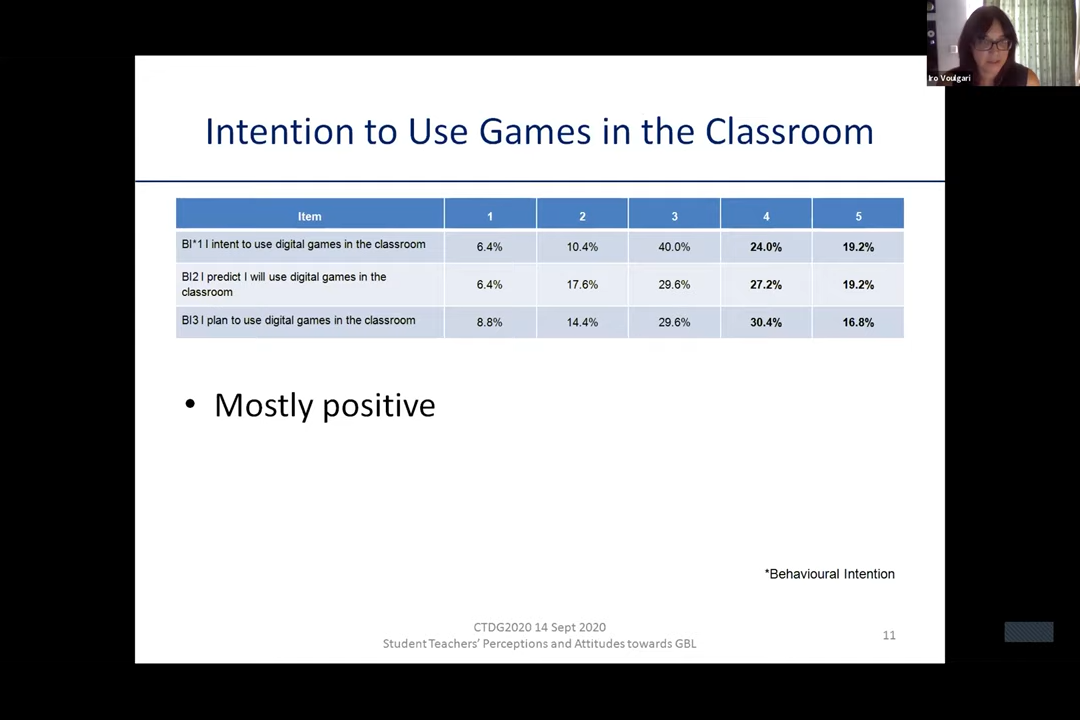 Iro Voulgari
Intention to Use Games in the Classroom
Item 1 2 3 4 5
BI*1 I intent to use digital games in the classroom 6.4% 10.4% 40.0% 24.0% 19.2%
BI2 I predict I will use digital games in the
classroom 6.4% 17.6% 29.6% 27.2% 19.2%
BI3 I plan to use digital games in the classroom 8.8% 14.4% 29.6% 30.4% 16.8%
• Mostly positive
*Behavioural Intention
CTDG2020 14 Sept 2020
Student Teachers' Perceptions and Attitudes towards GBL
11